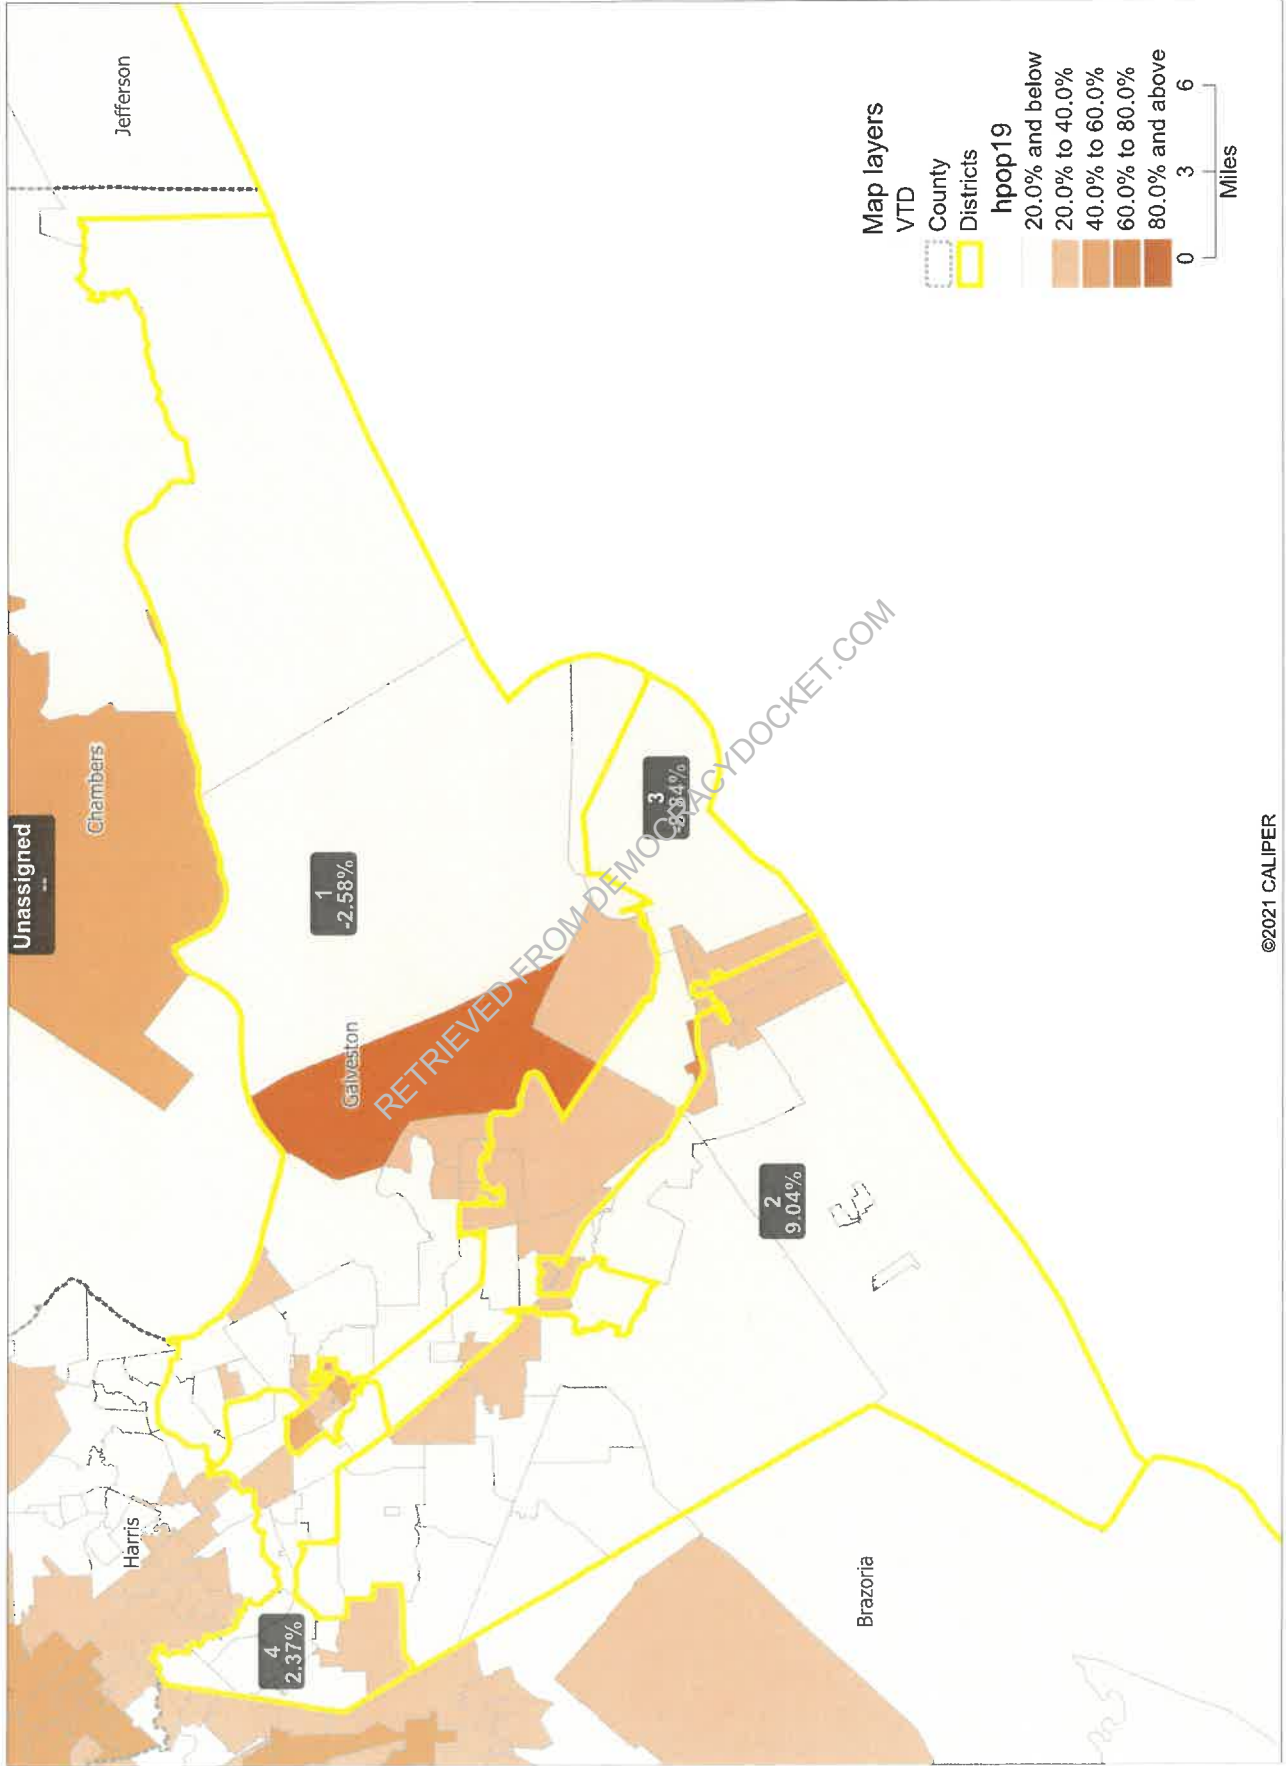 Unassigned
--
Chambers
Jefferson
Harris
4
2.37%
1
-2.58%
Galveston
RETRIEVED FROM DEMOCRACYDOCKET.COM
3
-8.84%
2
9.04%
Brazoria
Map layers
VTD
County
Districts
hpop19
20.0% and below
20.0% to 40.0%
40.0% to 60.0%
60.0% to 80.0%
80.0% and above
0 3 6
Miles
©2021 CALIPER